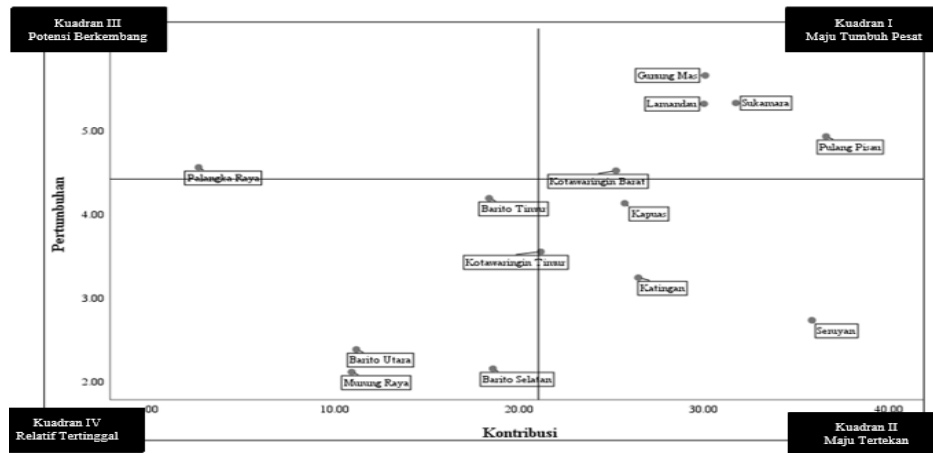 Kuadran III
Potensi Berkembang
Kuadran I
Maju Tumbuh Pesat
Gunung Mas
Lamandau
Sukamara
5.00
Pulang Pisau
Palangka Raya
Kotawaringin Barat
Pertumbuhan
4.00
Barito Timur
Kapuas
Kotawaringin Timur
Katingan
3.00
Seruyan
Barito Utara
2.00
Murung Raya
Barito Selatan
.00
10.00
20.00
30.00
40.00
Kuadran IV
Relatif Tertinggal
Kontribusi
Kuadran II
Maju Tertekan